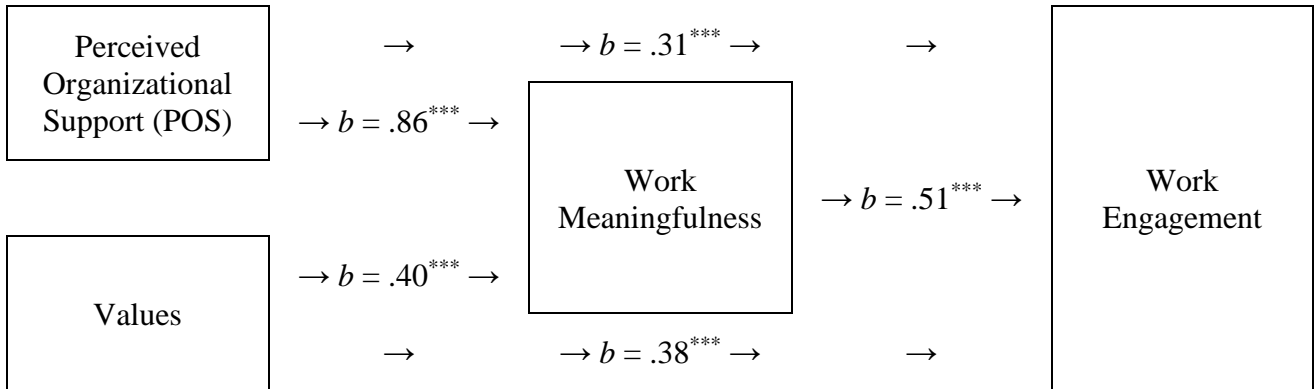 Perceived
Organizational
Support (POS)
→ → b = .31*** → →
→ b = .86*** →
Work
Meaningfulness
→ b = .51*** →
Work
Engagement
Values
→ b = .40*** →
→ → b = .38*** → →